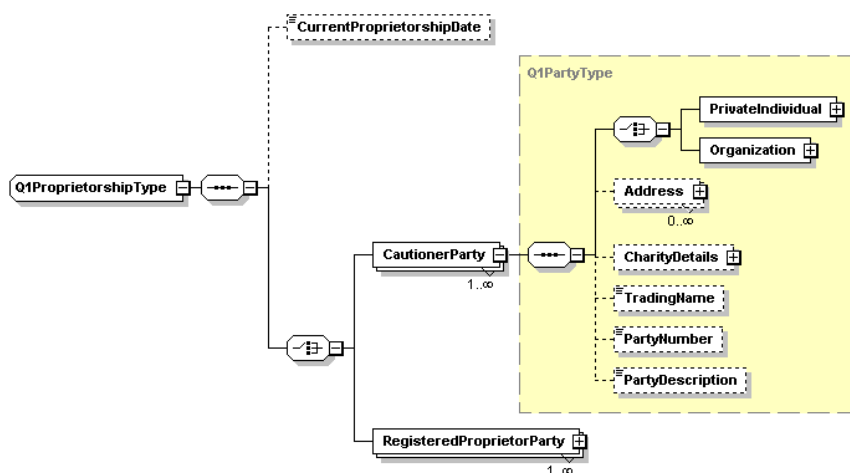 CurrentProprietorshipDate
Q1PartyType
PrivateIndividual
Organization
Q1ProprietorshipType
Address
0..∞
CautionerParty
1..∞
CharityDetails
TradingName
PartyNumber
PartyDescription
RegisteredProprietorParty
1..∞